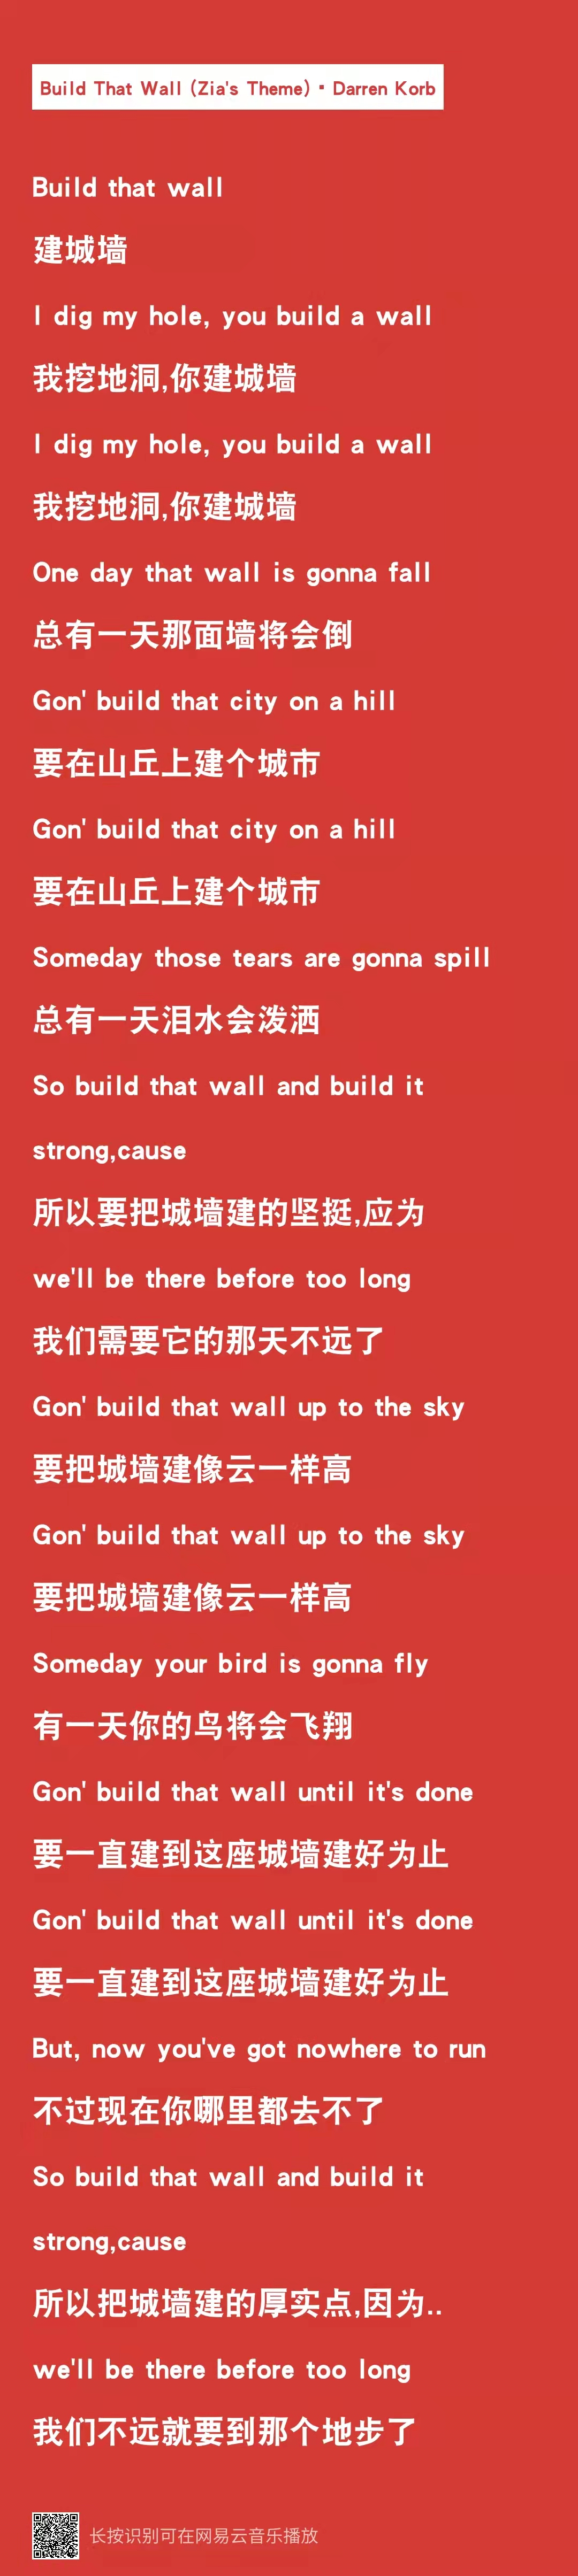 Build That Wall (Zia's Theme) · Darren Korb
Build that wall
建城墙
I dig my hole, you build a wall
我挖地洞,你建城墙
I dig my hole, you build a wall
我挖地洞,你建城墙
One day that wall is gonna fall
总有一天那面墙将会倒
Gon' build that city on a hill
要在山丘上建个城市
Gon' build that city on a hill
要在山丘上建个城市
Someday those tears are gonna spill
总有一天泪水会泼洒
So build that wall and build it
strong,cause
所以要把城墙建的坚挺,应为
we'll be there before too long
我们需要它的那天不远了
Gon' build that wall up to the sky
要把城墙建像云一样高
Gon' build that wall up to the sky
要把城墙建像云一样高
Someday your bird is gonna fly
有一天你的鸟将会飞翔
Gon' build that wall until it's done
要一直建到这座城墙建好为止
Gon' build that wall until it's done
要一直建到这座城墙建好为止
But, now you've got nowhere to run
不过现在你哪里都去不了
So build that wall and build it
strong,cause
所以把城墙建的厚实点,因为..
we'll be there before too long
我们不远就要到那个地步了
长按识别可在网易云音乐播放